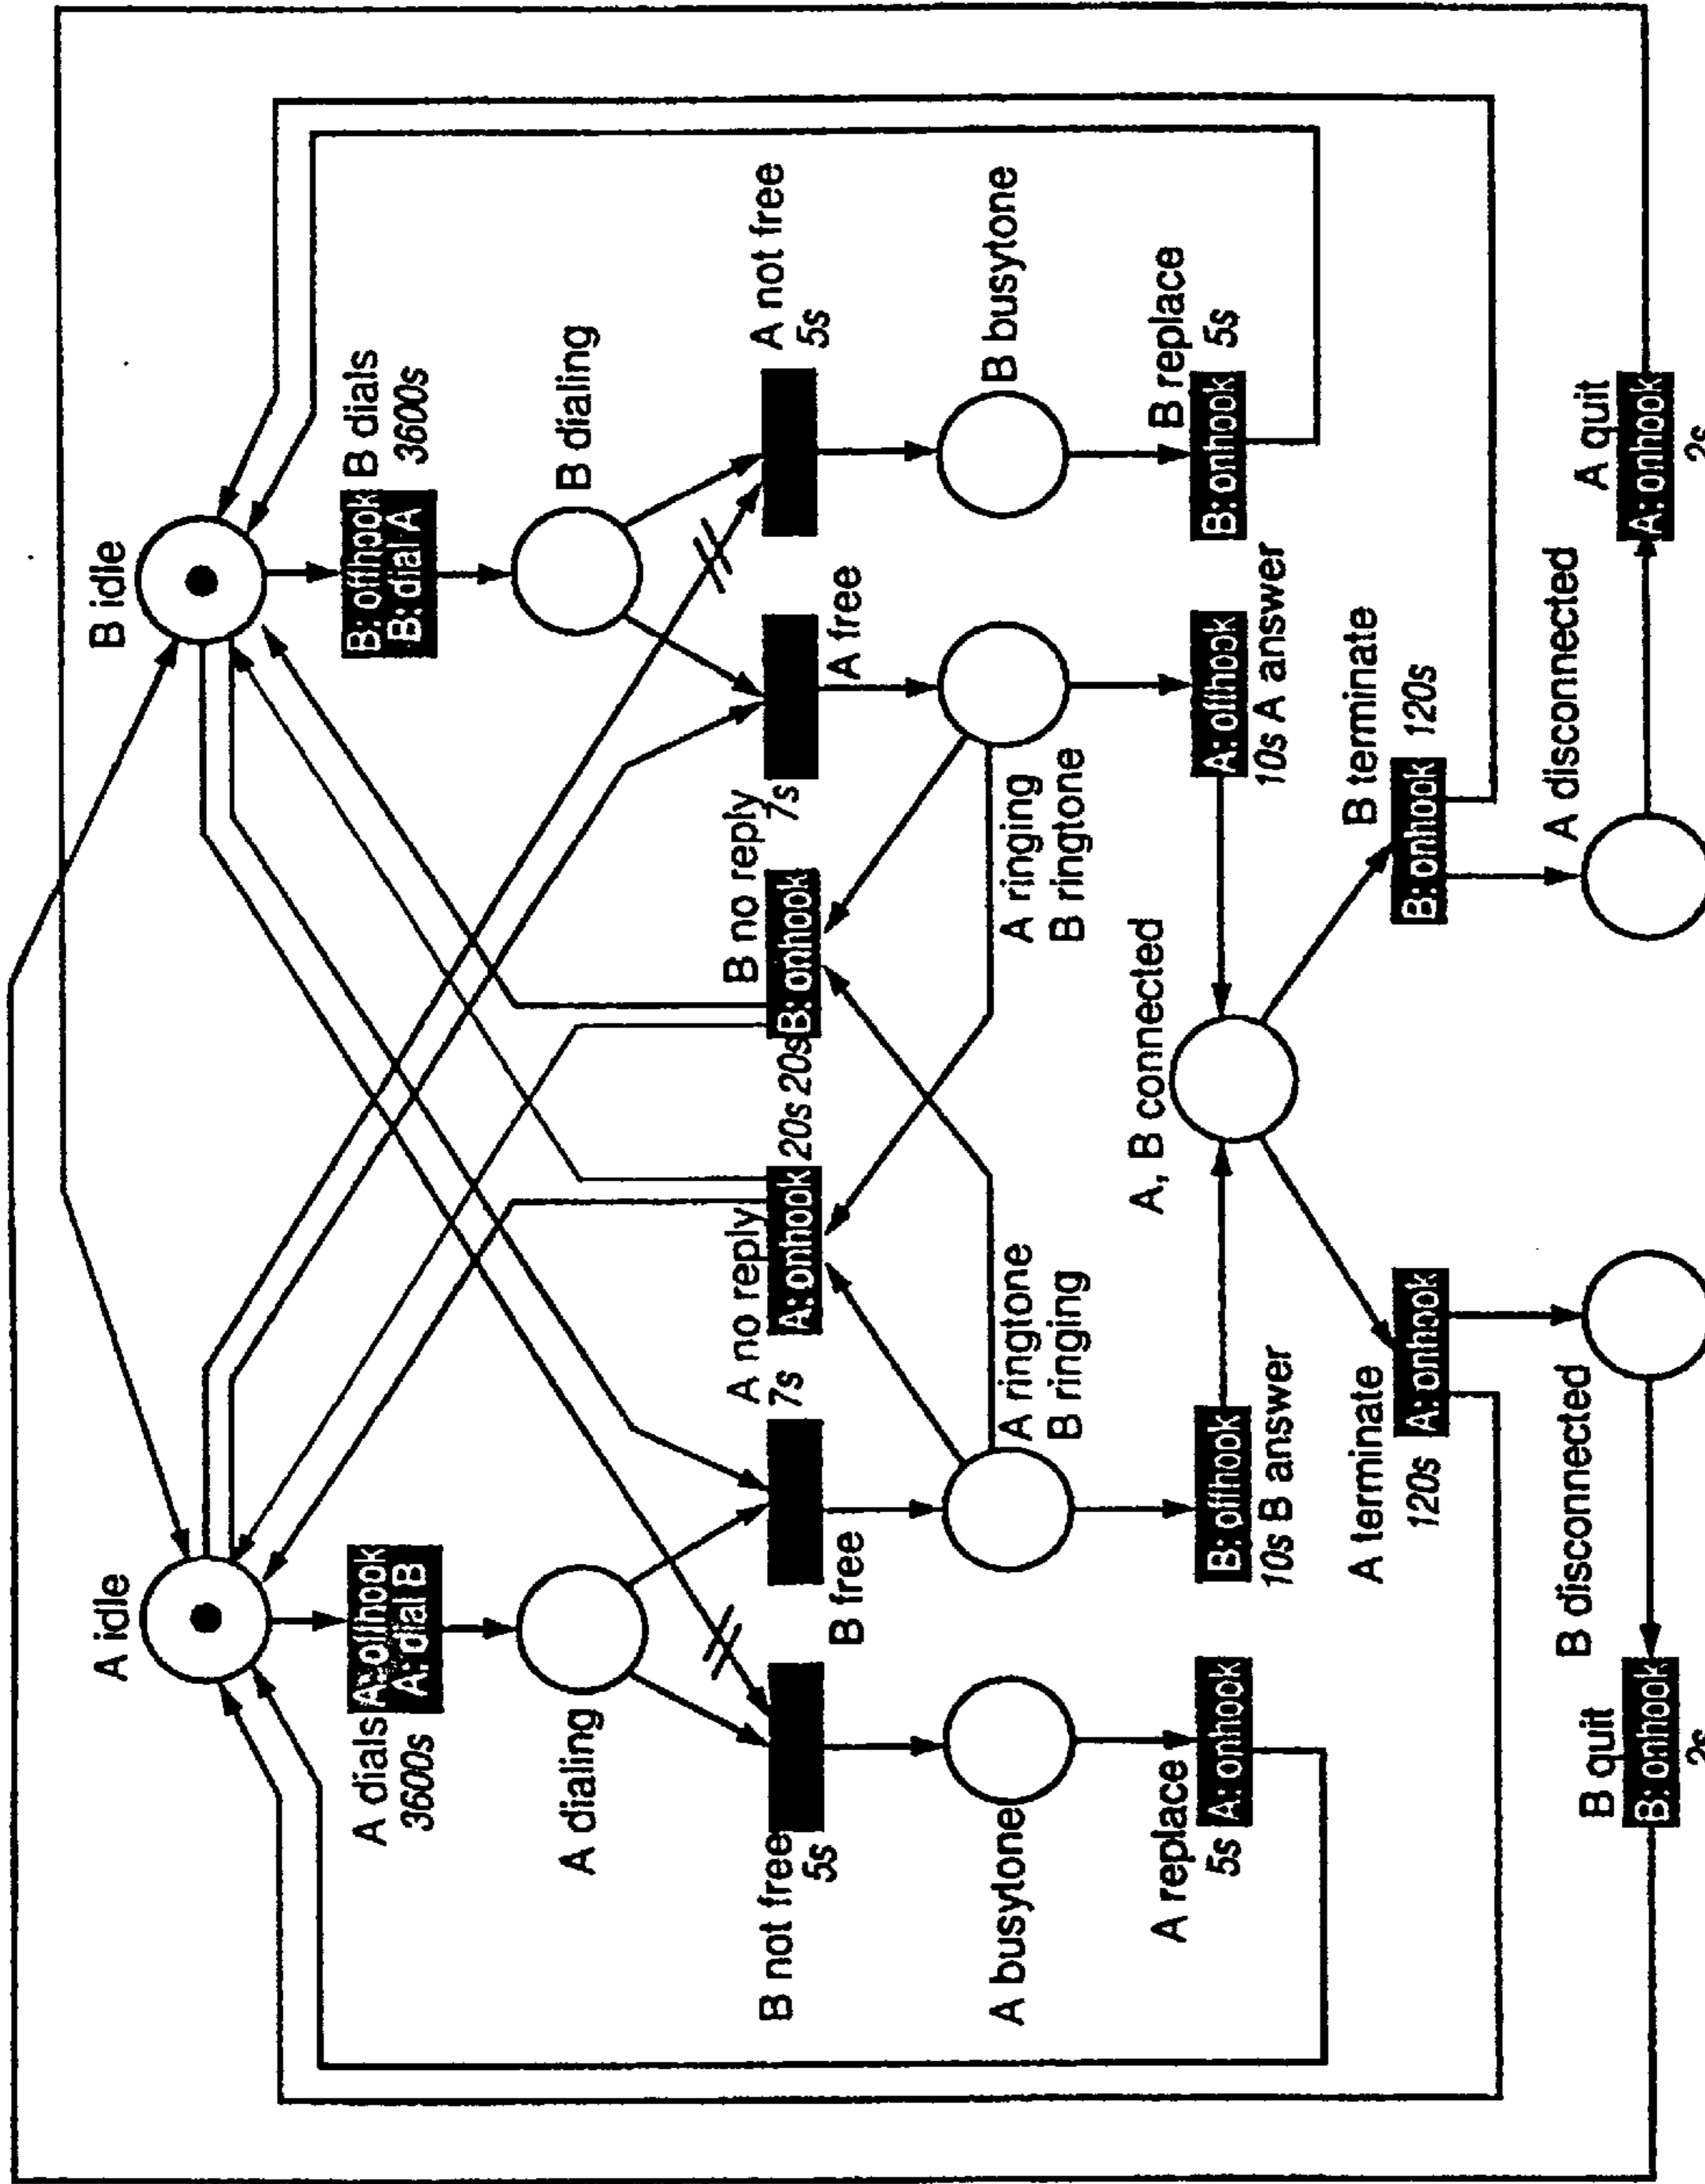 A idle
B idle
A dials
3600s
A: offhook
A: dial B
B: offhook
B: dial A
B dials
3600s
A dialing
B dialing
B not free
5s
B free
A no reply
7s
A: onhook
20s
20s
B: onhook
B no reply
7s
A free
A not free
5s
A busytone
A ringtone
B ringing
A ringing
B ringtone
B busytone
A replace
5s
A: onhook
B: offhook
10s B answer
A, B connected
A: offhook
10s A answer
B: onhook
B replace
5s
A terminate
120s
A: onhook
B terminate
B: onhook
120s
B quit
B: onhook
2s
B disconnected
A disconnected
A quit
A: onhook
2s